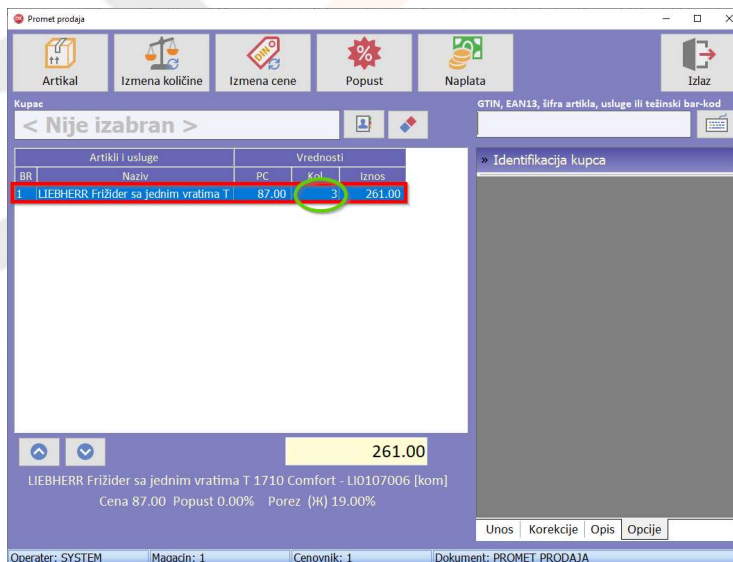 Promet prodaja
Artikal Izmena količine Izmena cene Popust Naplata Izlaz
Kupac GTIN, EAN13, šifra artikla, usluge ili težinski bar-kod
< Nije izabran >
Artikli i usluge Vrednosti » Identifikacija kupca
BR Naziv PC Kol Iznos
1 LIEBHERR Frižider sa jednim vratima T 87.00 3 261.00
261.00
LIEBHERR Frižider sa jednim vratima T 1710 Comfort - LI0107006 [kom]
Cena 87.00 Popust 0.00% Porez (Ж) 19.00%
Unos Korekcije Opis Opcije
Operater: SYSTEM Magacin: 1 Cenovnik: 1 Dokument: PROMET PRODAJA